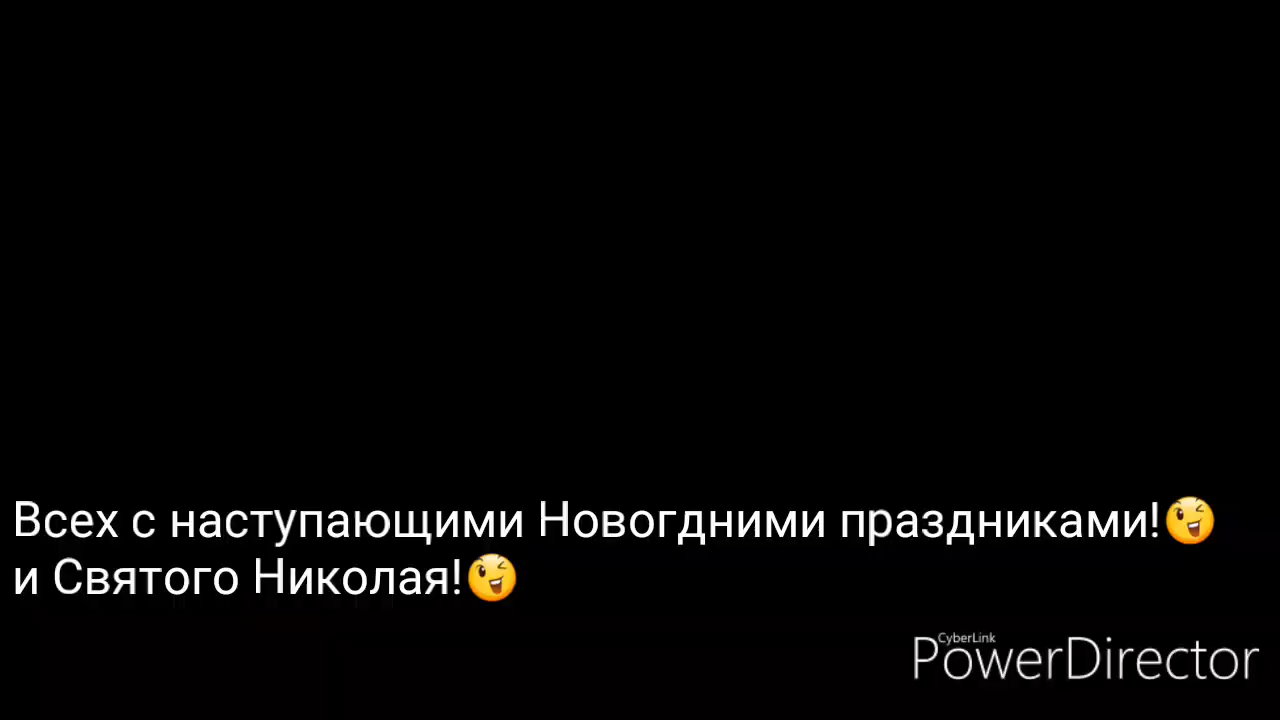 Всех с наступающими Новогдними праздниками!😉
и Святого Николая!😉
CyberLink
PowerDirector